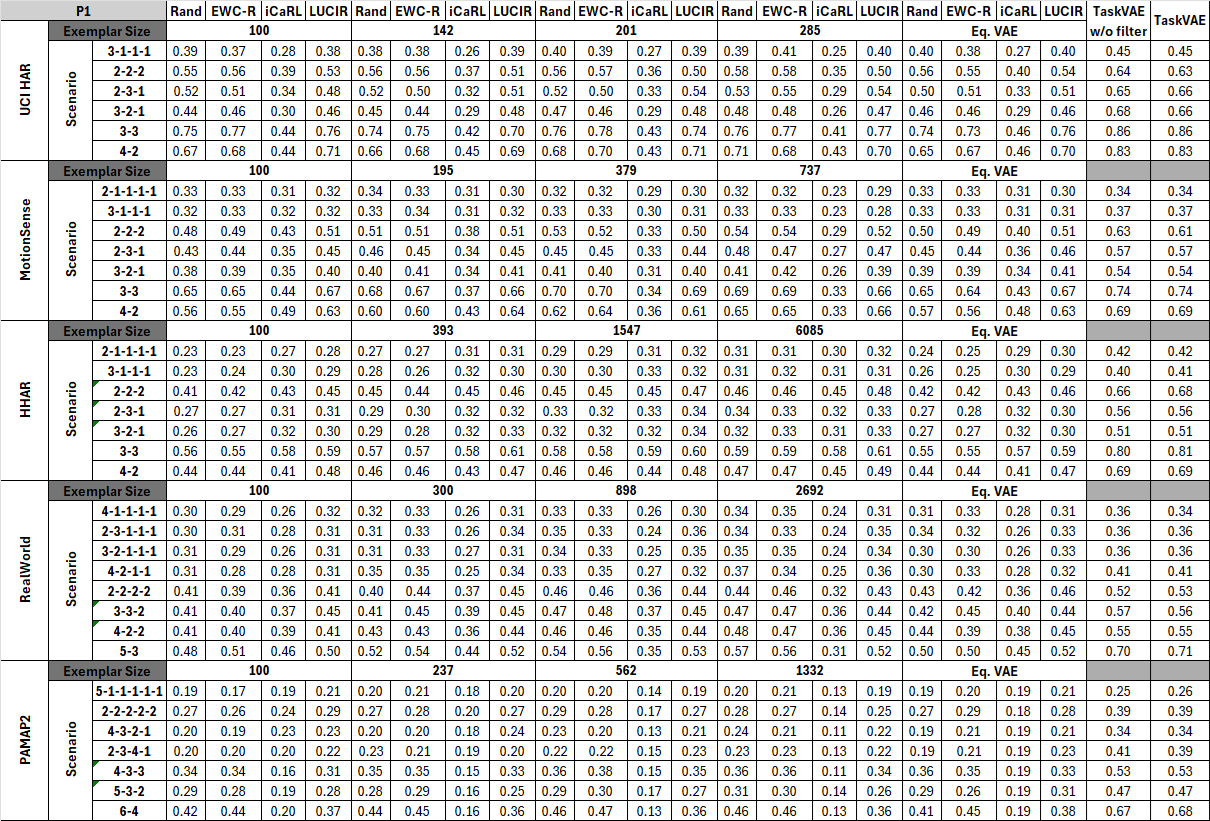 P1 Rand EWC-R iCaRL LUCIR Rand EWC-R iCaRL LUCIR Rand EWC-R iCaRL LUCIR Rand EWC-R iCaRL LUCIR Rand EWC-R iCaRL LUCIR TaskVAE w/o filter TaskVAE
UCI HAR
Exemplar Size 100 142 201 285 Eq. VAE
Scenario
3-1-1-1 0.39 0.37 0.28 0.38 0.38 0.38 0.26 0.39 0.40 0.39 0.27 0.39 0.39 0.41 0.25 0.40 0.40 0.38 0.27 0.40 0.45 0.45
2-2-2 0.55 0.56 0.39 0.53 0.56 0.56 0.37 0.51 0.56 0.57 0.36 0.50 0.58 0.58 0.35 0.50 0.56 0.55 0.40 0.54 0.64 0.63
2-3-1 0.52 0.51 0.34 0.48 0.52 0.50 0.32 0.51 0.52 0.50 0.33 0.54 0.53 0.55 0.29 0.54 0.50 0.51 0.33 0.51 0.65 0.66
3-2-1 0.44 0.46 0.30 0.46 0.45 0.44 0.29 0.48 0.47 0.46 0.29 0.48 0.48 0.48 0.26 0.47 0.46 0.46 0.29 0.46 0.68 0.66
3-3 0.75 0.77 0.44 0.76 0.74 0.75 0.42 0.70 0.76 0.78 0.43 0.74 0.76 0.77 0.41 0.77 0.74 0.73 0.46 0.76 0.86 0.86
4-2 0.67 0.68 0.44 0.71 0.66 0.68 0.45 0.69 0.68 0.70 0.43 0.71 0.71 0.68 0.43 0.70 0.65 0.67 0.46 0.70 0.83 0.83
MotionSense
Exemplar Size 100 195 379 737 Eq. VAE
Scenario
2-1-1-1-1 0.33 0.33 0.31 0.32 0.34 0.33 0.31 0.30 0.32 0.32 0.29 0.30 0.32 0.32 0.23 0.29 0.33 0.33 0.31 0.30 0.34 0.34
3-1-1-1 0.32 0.33 0.32 0.32 0.33 0.34 0.31 0.32 0.33 0.33 0.30 0.31 0.33 0.33 0.23 0.28 0.33 0.33 0.31 0.31 0.37 0.37
2-2-2 0.48 0.49 0.43 0.51 0.51 0.51 0.38 0.51 0.53 0.52 0.33 0.50 0.54 0.54 0.29 0.52 0.50 0.49 0.40 0.51 0.63 0.61
2-3-1 0.43 0.44 0.35 0.45 0.46 0.45 0.34 0.45 0.45 0.45 0.33 0.44 0.48 0.47 0.27 0.47 0.45 0.44 0.36 0.46 0.57 0.57
3-2-1 0.38 0.39 0.35 0.40 0.40 0.41 0.34 0.41 0.41 0.40 0.31 0.40 0.41 0.42 0.26 0.39 0.39 0.39 0.34 0.41 0.54 0.54
3-3 0.65 0.65 0.44 0.67 0.68 0.67 0.37 0.66 0.70 0.70 0.34 0.69 0.69 0.69 0.33 0.66 0.65 0.64 0.43 0.67 0.74 0.74
4-2 0.56 0.55 0.49 0.63 0.60 0.60 0.43 0.64 0.62 0.64 0.36 0.61 0.65 0.65 0.33 0.66 0.57 0.56 0.48 0.63 0.69 0.69
HHAR
Exemplar Size 100 393 1547 6085 Eq. VAE
Scenario
2-1-1-1-1 0.23 0.23 0.27 0.28 0.27 0.27 0.31 0.31 0.29 0.29 0.31 0.32 0.31 0.31 0.30 0.32 0.24 0.25 0.29 0.30 0.42 0.42
3-1-1-1 0.23 0.24 0.30 0.29 0.28 0.26 0.32 0.30 0.30 0.30 0.33 0.32 0.31 0.32 0.31 0.31 0.26 0.25 0.30 0.29 0.40 0.41
2-2-2 0.41 0.42 0.43 0.45 0.45 0.44 0.45 0.46 0.45 0.45 0.45 0.47 0.46 0.46 0.45 0.48 0.42 0.42 0.43 0.46 0.66 0.68
2-3-1 0.27 0.27 0.31 0.31 0.29 0.30 0.32 0.32 0.33 0.32 0.33 0.34 0.34 0.33 0.32 0.33 0.27 0.28 0.32 0.30 0.56 0.56
3-2-1 0.26 0.27 0.32 0.30 0.29 0.28 0.32 0.33 0.32 0.32 0.32 0.34 0.32 0.33 0.31 0.33 0.27 0.27 0.32 0.30 0.51 0.51
3-3 0.56 0.55 0.58 0.59 0.57 0.57 0.58 0.61 0.58 0.58 0.59 0.60 0.59 0.59 0.58 0.61 0.55 0.55 0.57 0.59 0.80 0.81
4-2 0.44 0.44 0.41 0.48 0.46 0.46 0.43 0.47 0.46 0.46 0.44 0.48 0.47 0.47 0.45 0.49 0.44 0.44 0.41 0.47 0.69 0.69
RealWorld
Exemplar Size 100 300 898 2692 Eq. VAE
Scenario
4-1-1-1-1 0.30 0.29 0.26 0.32 0.32 0.33 0.26 0.31 0.33 0.33 0.26 0.30 0.34 0.35 0.24 0.31 0.31 0.33 0.28 0.31 0.36 0.34
2-3-1-1-1 0.30 0.31 0.28 0.31 0.31 0.33 0.26 0.34 0.35 0.33 0.24 0.36 0.34 0.33 0.24 0.35 0.34 0.32 0.26 0.33 0.36 0.36
3-2-1-1-1 0.31 0.29 0.26 0.31 0.31 0.33 0.27 0.31 0.34 0.33 0.25 0.35 0.35 0.35 0.24 0.34 0.30 0.30 0.26 0.33 0.36 0.36
4-2-1-1 0.31 0.28 0.28 0.31 0.35 0.35 0.25 0.34 0.33 0.35 0.27 0.32 0.37 0.34 0.25 0.36 0.30 0.33 0.28 0.32 0.41 0.41
2-2-2-2 0.41 0.39 0.36 0.41 0.40 0.44 0.37 0.45 0.46 0.46 0.36 0.44 0.44 0.46 0.32 0.43 0.43 0.42 0.36 0.46 0.52 0.53
3-3-2 0.41 0.40 0.37 0.45 0.41 0.45 0.39 0.45 0.47 0.48 0.37 0.45 0.47 0.47 0.36 0.44 0.42 0.45 0.40 0.44 0.57 0.56
4-2-2 0.41 0.40 0.39 0.41 0.43 0.43 0.36 0.44 0.46 0.46 0.35 0.44 0.48 0.47 0.36 0.45 0.44 0.39 0.38 0.45 0.55 0.55
5-3 0.48 0.51 0.46 0.50 0.52 0.54 0.44 0.52 0.54 0.56 0.35 0.53 0.57 0.56 0.31 0.52 0.50 0.50 0.45 0.52 0.70 0.71
PAMAP2
Exemplar Size 100 237 562 1332 Eq. VAE
Scenario
5-1-1-1-1-1 0.19 0.17 0.19 0.21 0.20 0.21 0.18 0.20 0.20 0.20 0.14 0.19 0.20 0.21 0.13 0.19 0.19 0.20 0.19 0.21 0.25 0.26
2-2-2-2-2 0.27 0.26 0.24 0.29 0.27 0.28 0.20 0.27 0.29 0.28 0.17 0.27 0.28 0.27 0.14 0.25 0.27 0.29 0.18 0.28 0.39 0.39
4-3-2-1 0.20 0.19 0.23 0.23 0.20 0.20 0.18 0.24 0.23 0.20 0.13 0.21 0.24 0.21 0.11 0.22 0.19 0.21 0.19 0.21 0.34 0.34
2-3-4-1 0.20 0.20 0.20 0.22 0.23 0.21 0.19 0.20 0.22 0.22 0.15 0.23 0.23 0.23 0.13 0.22 0.19 0.21 0.19 0.23 0.41 0.39
4-3-3 0.34 0.34 0.16 0.31 0.35 0.35 0.15 0.33 0.36 0.38 0.15 0.35 0.36 0.36 0.11 0.34 0.36 0.35 0.19 0.33 0.53 0.53
5-3-2 0.29 0.28 0.19 0.28 0.28 0.29 0.16 0.25 0.29 0.30 0.17 0.27 0.31 0.30 0.14 0.26 0.29 0.26 0.19 0.31 0.47 0.47
6-4 0.42 0.44 0.20 0.37 0.44 0.45 0.16 0.36 0.46 0.47 0.13 0.36 0.46 0.46 0.13 0.36 0.41 0.45 0.19 0.38 0.67 0.68